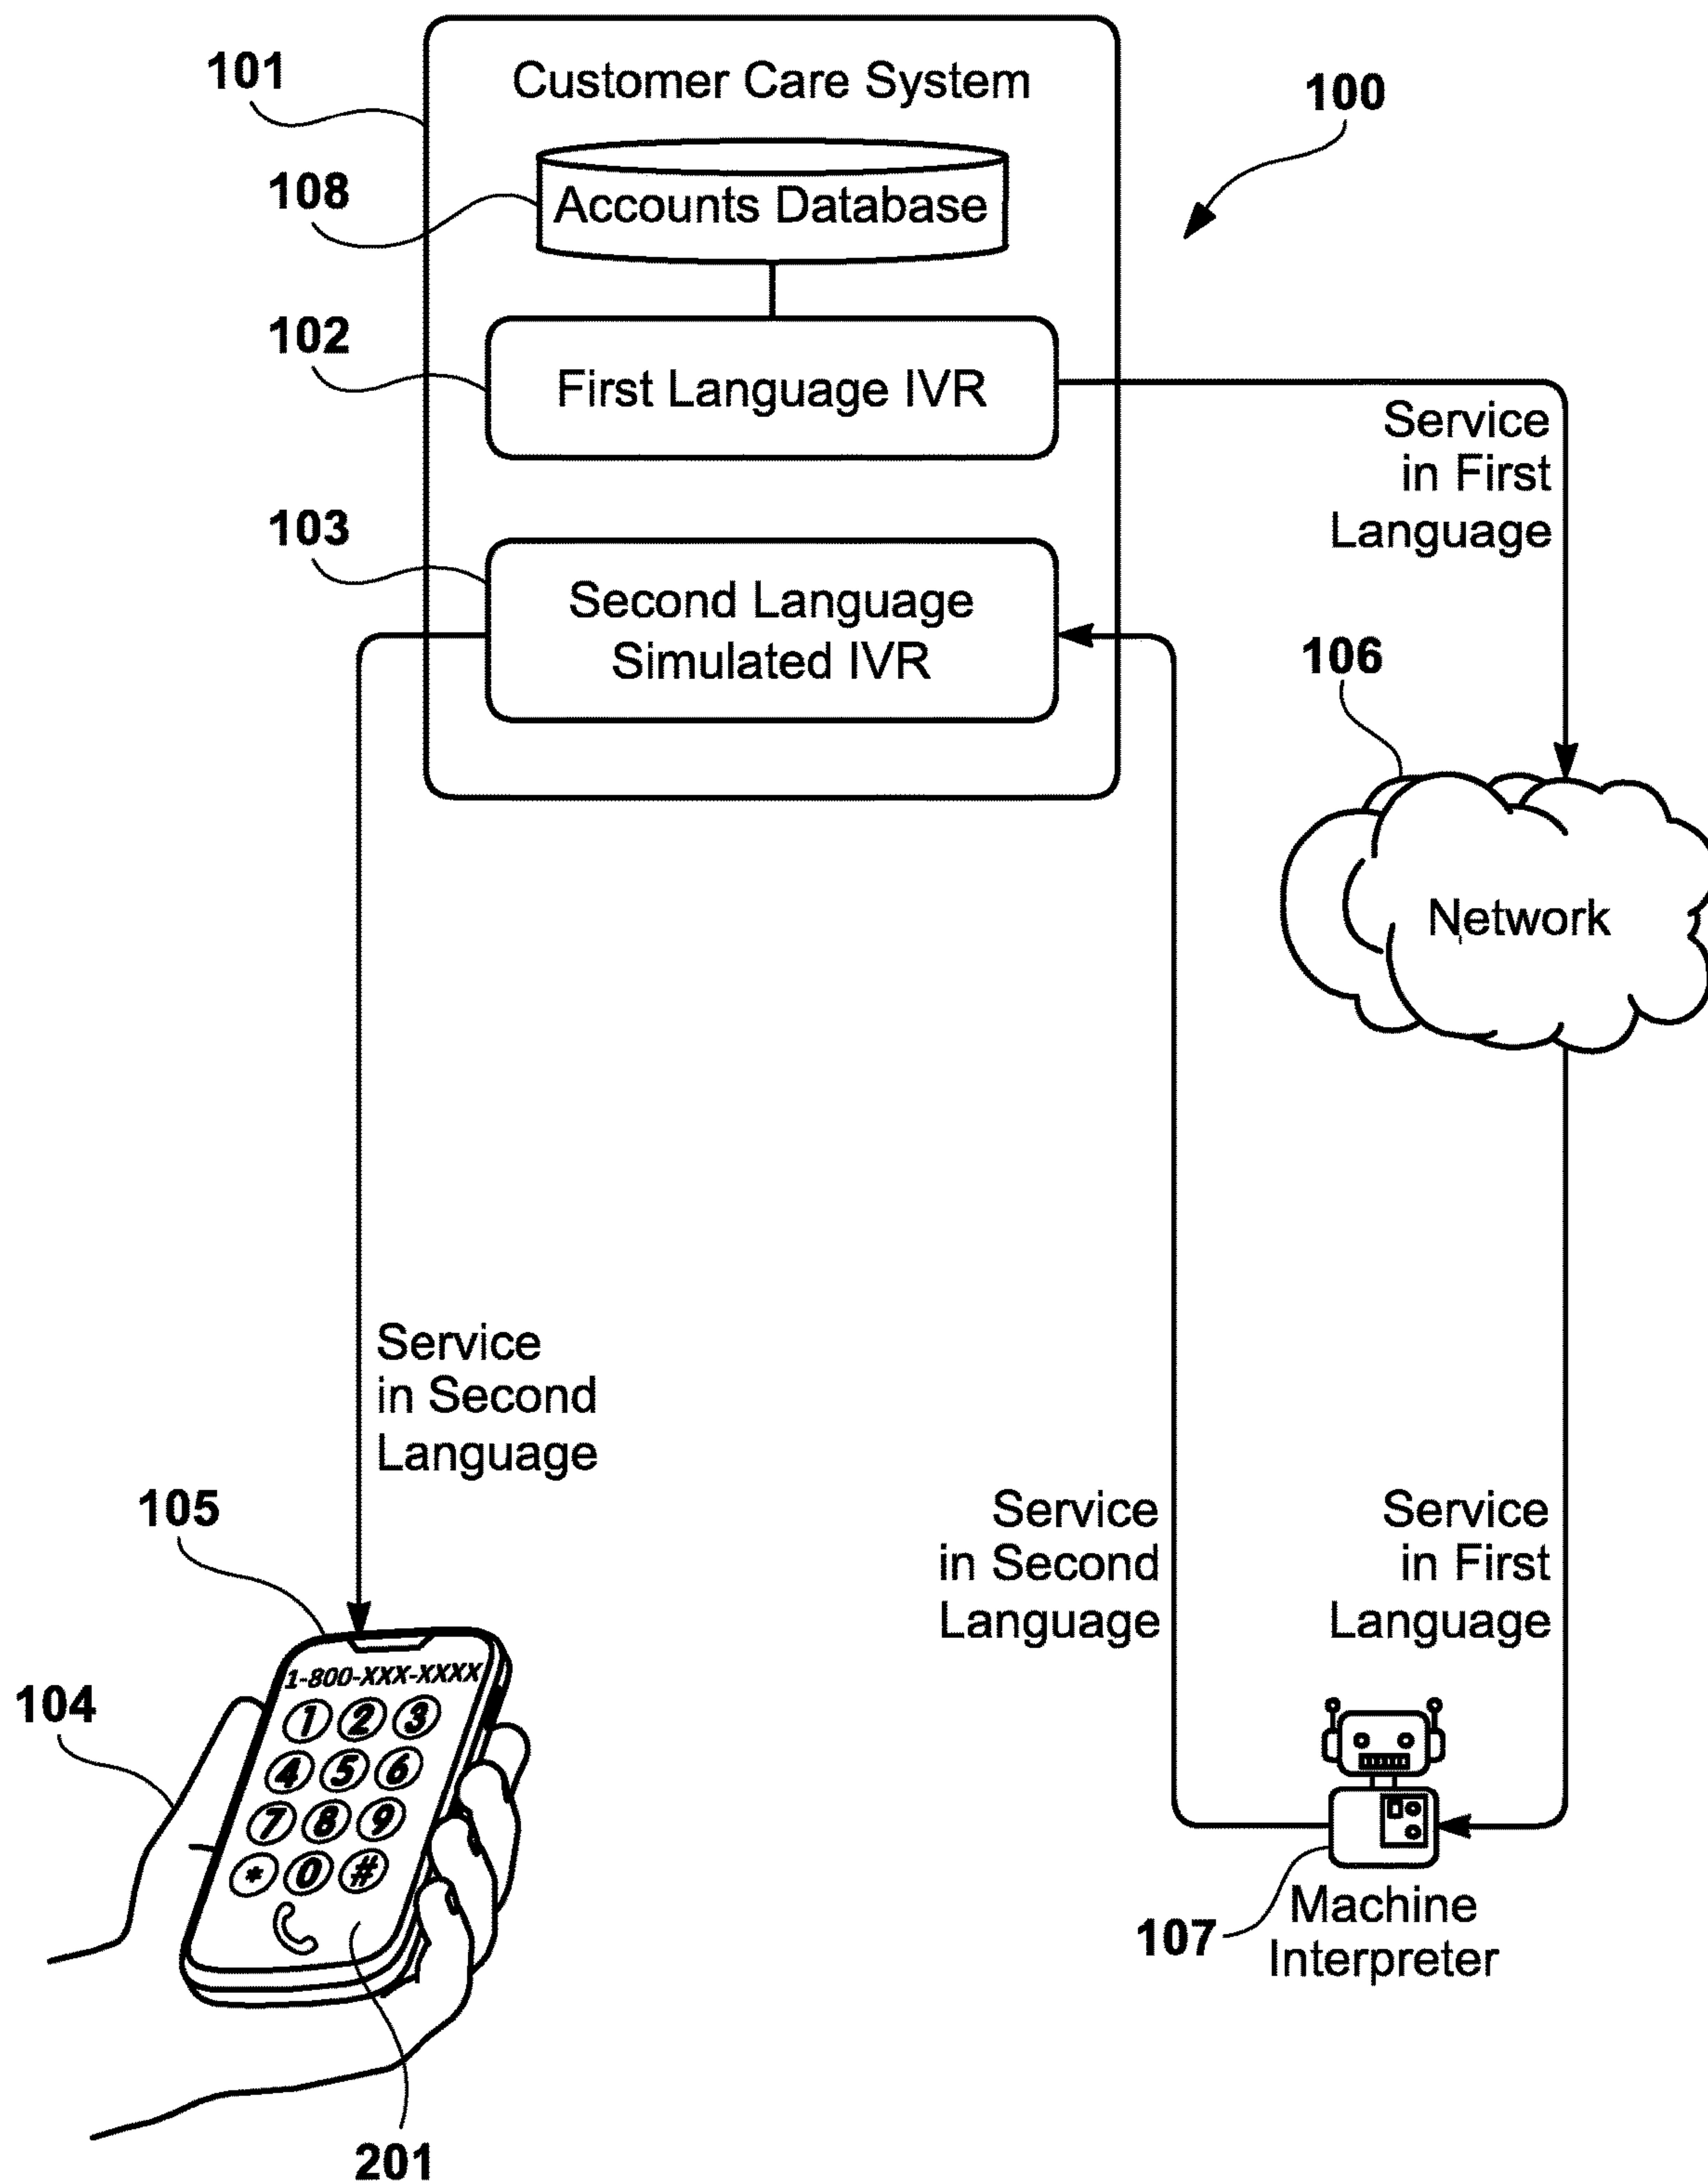 101
Customer Care System
100
108
Accounts Database
102
First Language IVR
Service
in First
Language
103
Second Language
Simulated IVR
106
Network
Service
in Second
Language
105
Service
in Second
Language
Service
in First
Language
104
1-800-XXX-XXXX
1 2 3
4 5 6
7 8 9
* 0 #
107
Machine
Interpreter
201